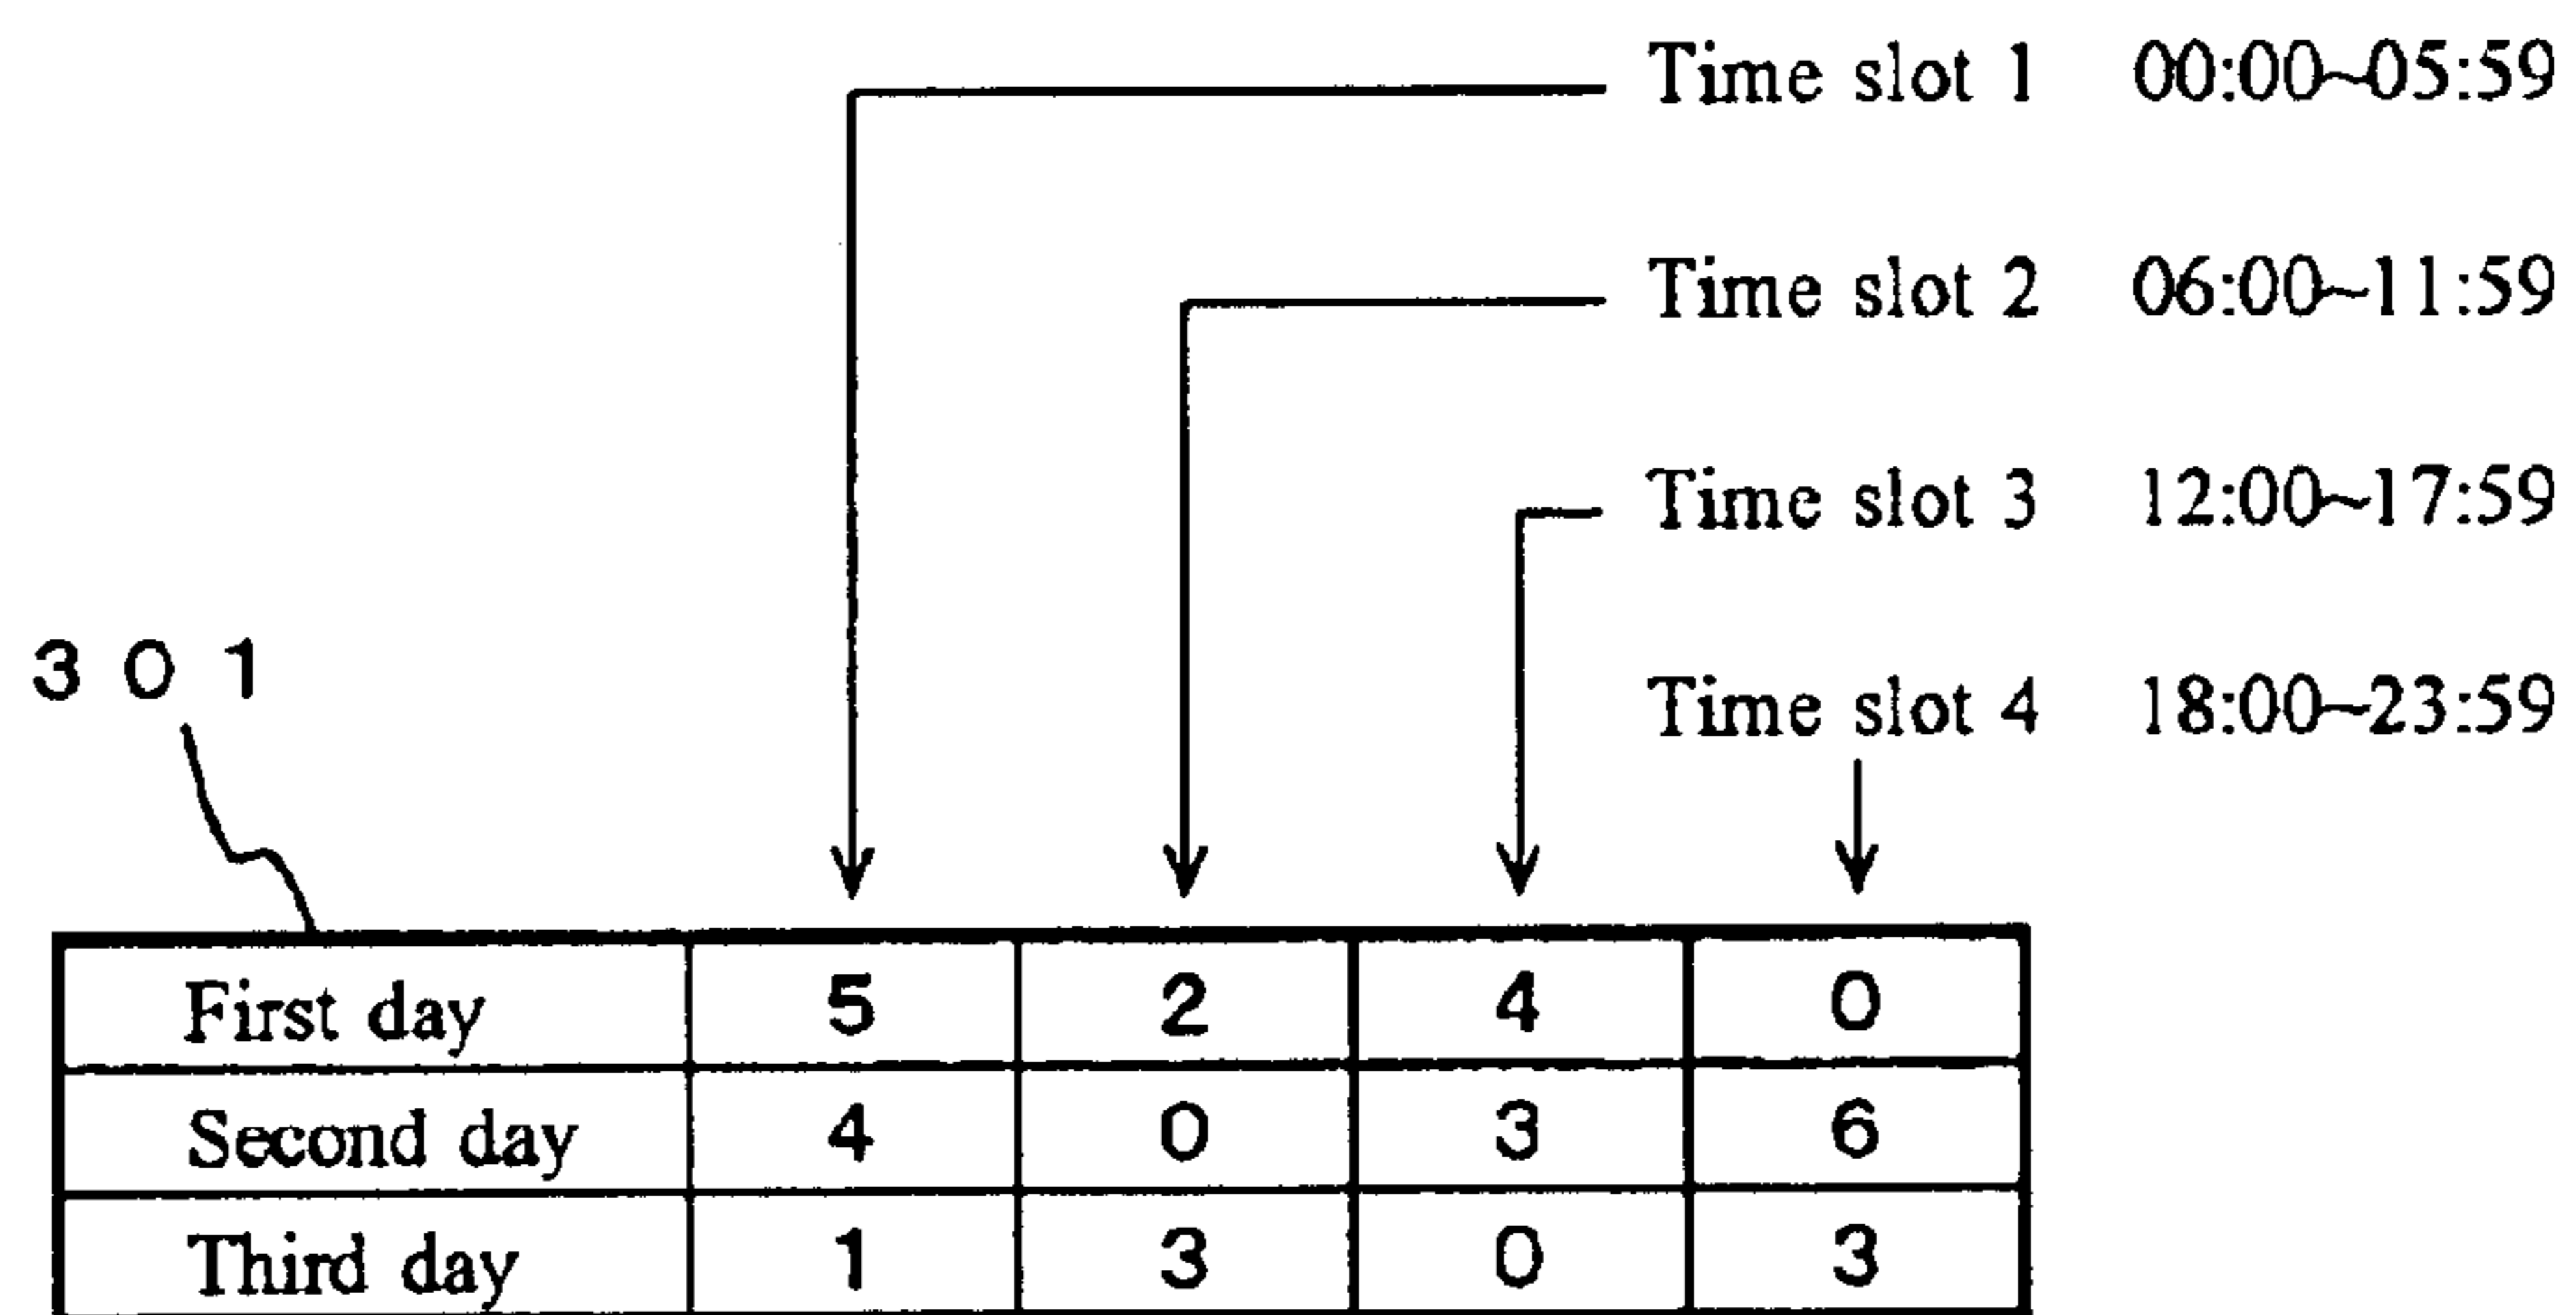 Time slot 1 00:00~05:59
Time slot 2 06:00~11:59
Time slot 3 12:00~17:59
301
Time slot 4 18:00~23:59
First day 5 2 4 0
Second day 4 0 3 6
Third day 1 3 0 3